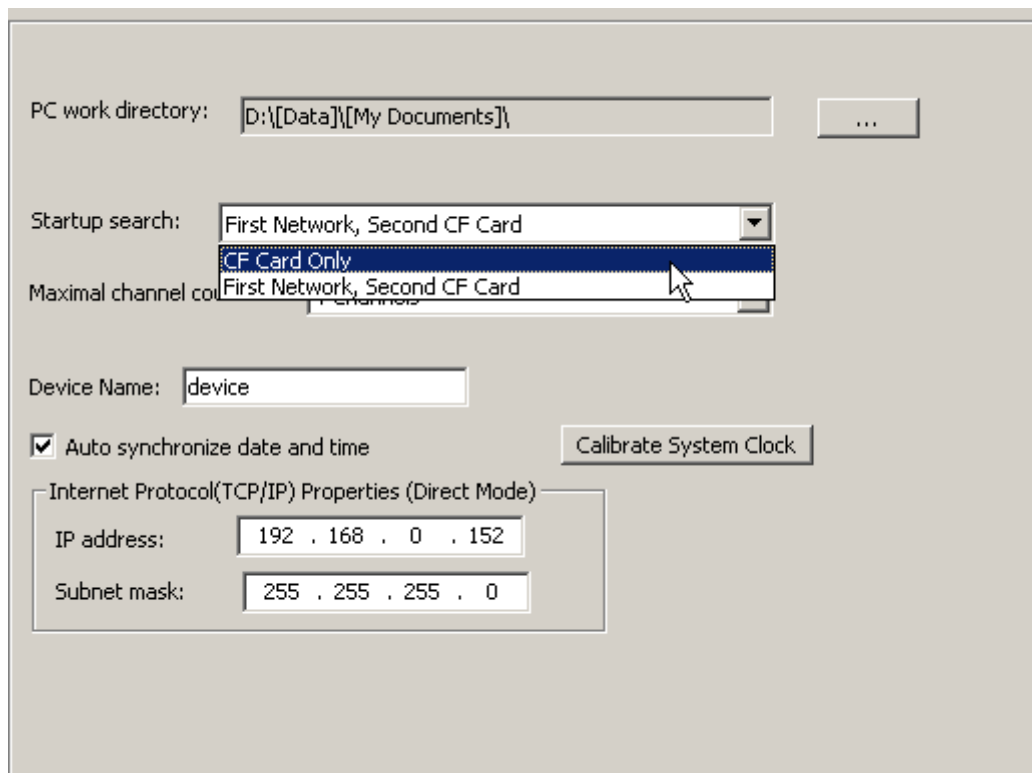 PC work directory: D:\[Data]\[My Documents]\ ...
Startup search: First Network, Second CF Card
CF Card Only
First Network, Second CF Card
Maximal channel cou
Device Name: device
Auto synchronize date and time Calibrate System Clock
Internet Protocol(TCP/IP) Properties (Direct Mode)
IP address: 192 . 168 . 0 . 152
Subnet mask: 255 . 255 . 255 . 0